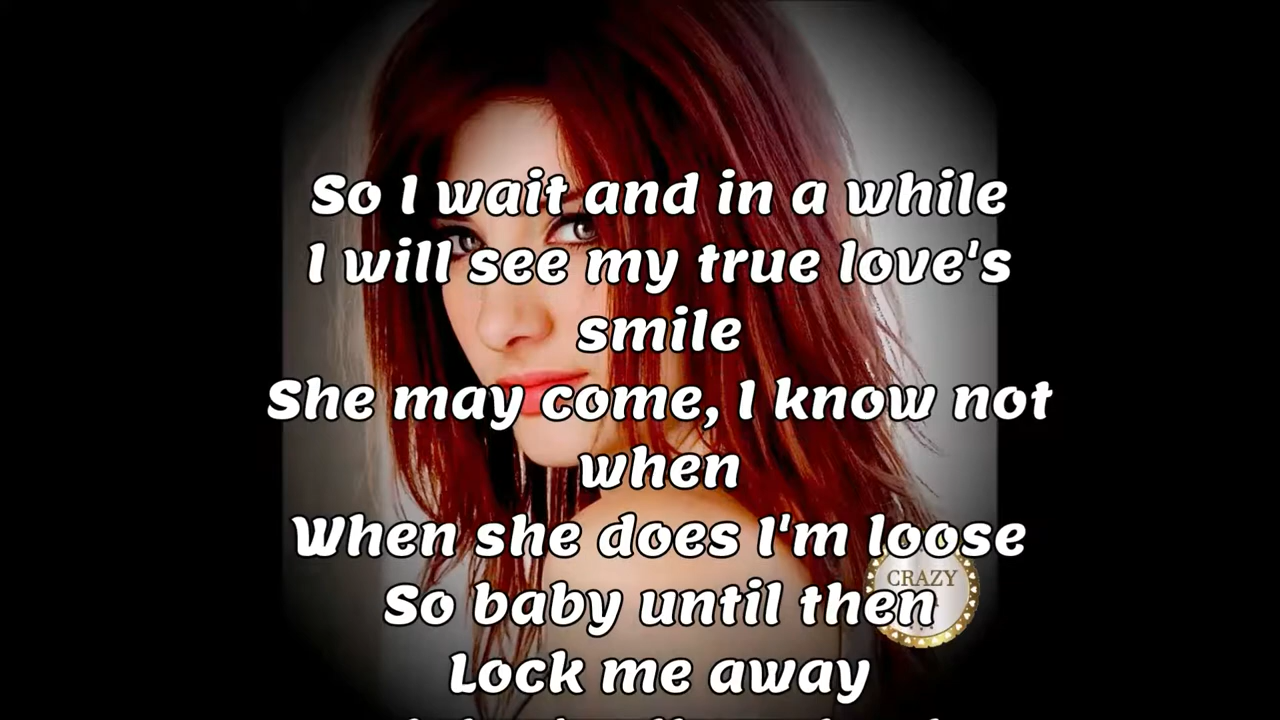 So I wait and in a while
I will see my true love's
smile
She may come, I know not
when
When she does I'm loose
So baby until then
Lock me away
CRAZY